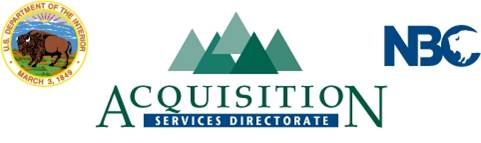 U.S. DEPARTMENT OF THE INTERIOR
MARCH 3, 1849
ACQUISITION
SERVICES DIRECTORATE
NBC